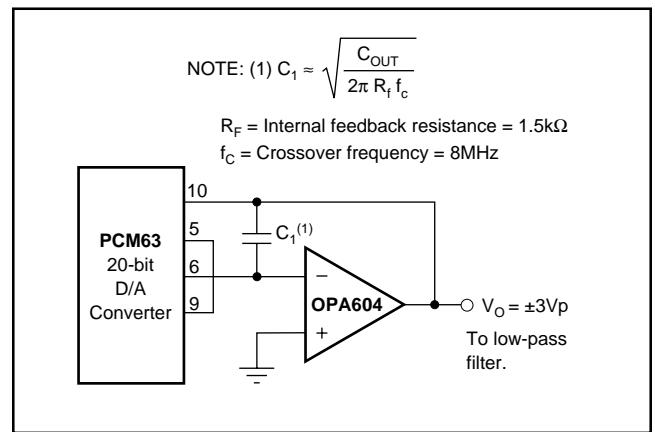 NOTE: (1) C₁ ≈ √(C_OUT / 2π R_f f_c)
R_F = Internal feedback resistance = 1.5kΩ
f_C = Crossover frequency = 8MHz
10
PCM63
20-bit
D/A
Converter
5
6
9
C₁⁽¹⁾
–
+
OPA604
V_O = ±3Vp
To low-pass
filter.